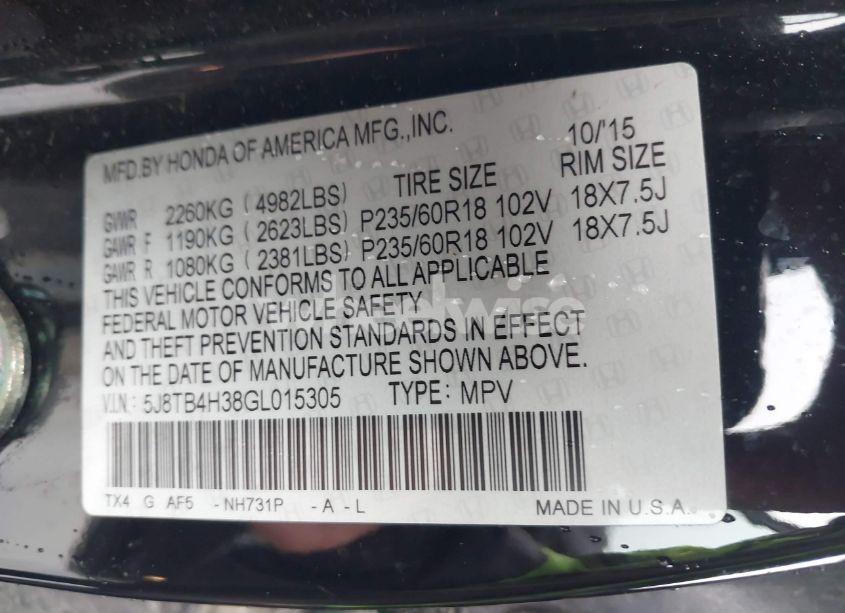 MFD.BY HONDA OF AMERICA MFG.,INC. 10/'15
GVWR 2260KG ( 4982LBS) TIRE SIZE RIM SIZE
GAWR F 1190KG ( 2623LBS) P235/60R18 102V 18X7.5J
GAWR R 1080KG ( 2381LBS) P235/60R18 102V 18X7.5J
THIS VEHICLE CONFORMS TO ALL APPLICABLE
FEDERAL MOTOR VEHICLE SAFETY
AND THEFT PREVENTION STANDARDS IN EFFECT
ON THE DATE OF MANUFACTURE SHOWN ABOVE.
V.I.N.: 5J8TB4H38GL015305 TYPE: MPV
TX4 G AF5 -NH731P -A -L MADE IN U.S.A.